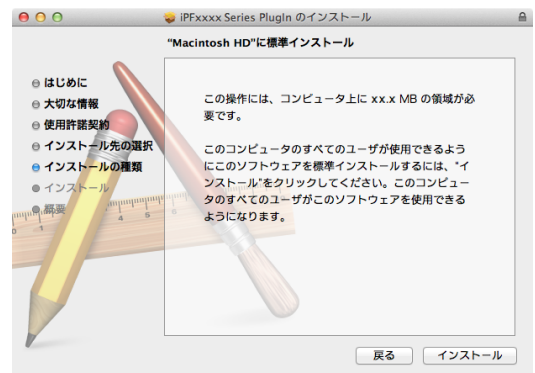 iPFxxxx Series PlugIn のインストール
"Macintosh HD"に標準インストール
はじめに
大切な情報
使用許諾契約
インストール先の選択
インストールの種類
インストール
概要
この操作には、コンピュータ上に xx.x MB の領域が必
要です。
このコンピュータのすべてのユーザが使用できるよう
にこのソフトウェアを標準インストールするには、"イ
ンストール"をクリックしてください。このコンピュー
タのすべてのユーザがこのソフトウェアを使用できる
ようになります。
戻る
インストール